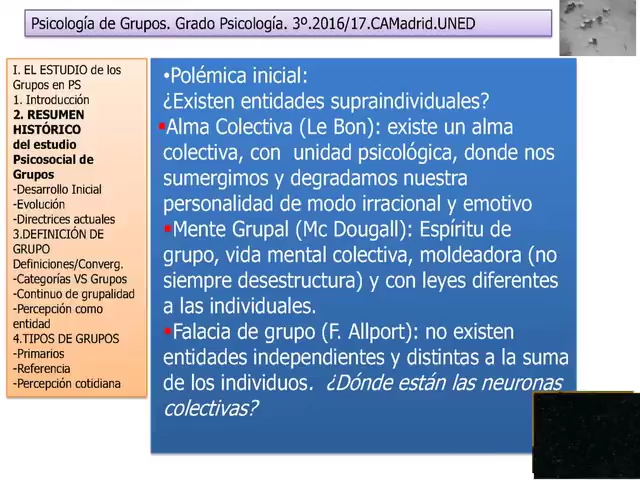 Psicología de Grupos. Grado Psicología. 3º.2016/17.CAMadrid.UNED
I. EL ESTUDIO de los
Grupos en PS
1. Introducción
2. RESUMEN
HISTÓRICO
del estudio
Psicosocial de
Grupos
-Desarrollo Inicial
-Evolución
-Directrices actuales
3.DEFINICIÓN DE
GRUPO
Definiciones/Converg.
-Categorías VS Grupos
-Continuo de grupalidad
-Percepción como
entidad
4.TIPOS DE GRUPOS
-Primarios
-Referencia
-Percepción cotidiana
•Polémica inicial:
¿Existen entidades supraindividuales?
▪Alma Colectiva (Le Bon): existe un alma
colectiva, con unidad psicológica, donde nos
sumergimos y degradamos nuestra
personalidad de modo irracional y emotivo
▪Mente Grupal (Mc Dougall): Espíritu de
grupo, vida mental colectiva, moldeadora (no
siempre desestructura) y con leyes diferentes
a las individuales.
▪Falacia de grupo (F. Allport): no existen
entidades independientes y distintas a la suma
de los individuos. ¿Dónde están las neuronas
colectivas?